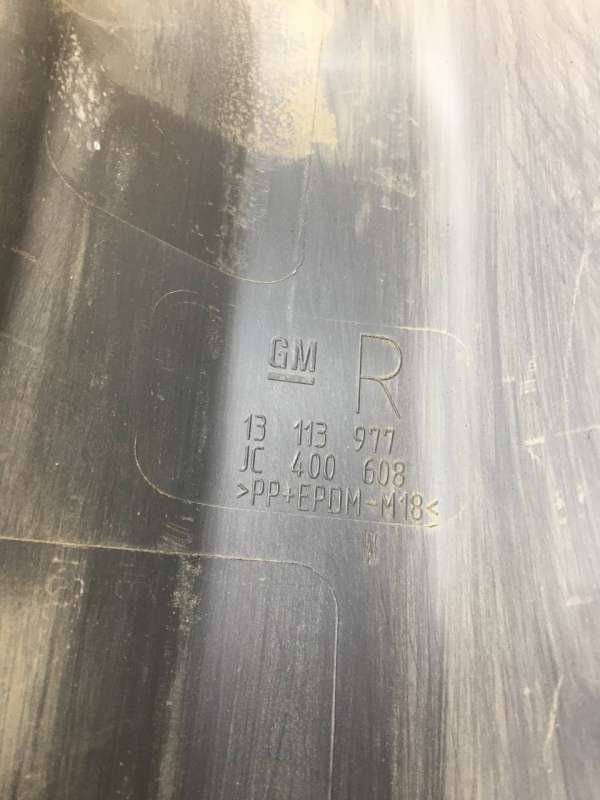 GM R
13 113 977
JC 400 608
>PP+EPDM-M18<
W